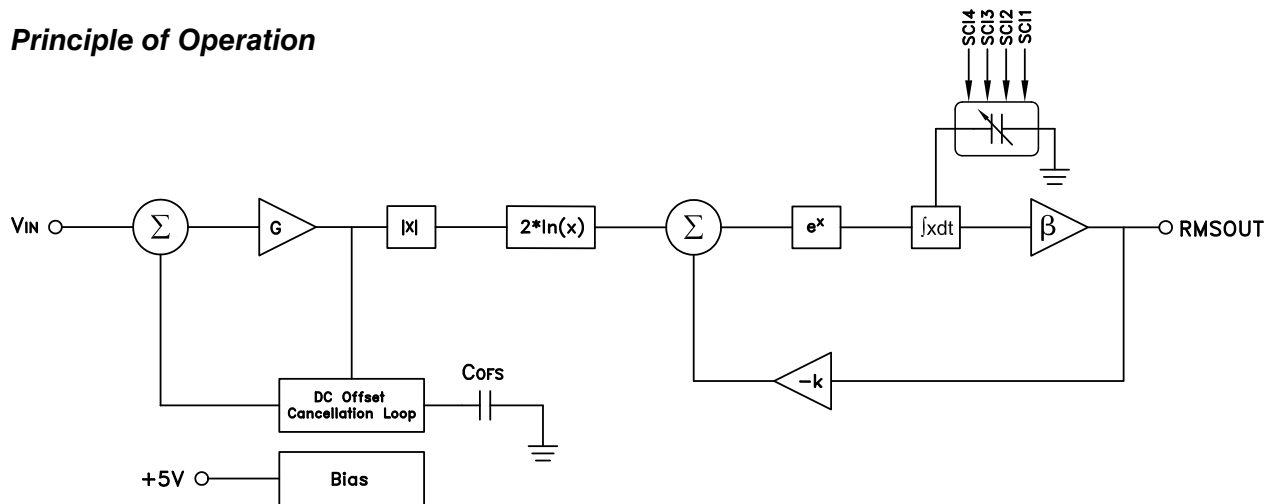 Principle of Operation
SCI4
SCI3
SCI2
SCI1
VIN
Σ
G
|x|
2*ln(x)
Σ
e^x
∫xdt
β
RMSOUT
-k
DC Offset
Cancellation Loop
COFS
+5V
Bias